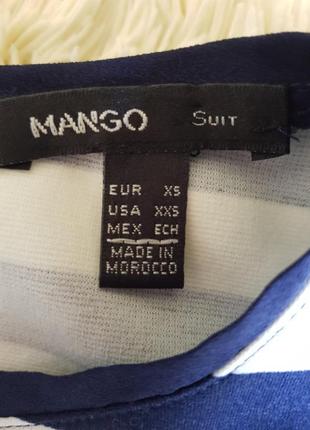 MANGO SUIT
EUR XS
USA XXS
MEX ECH
MADE IN
MOROCCO